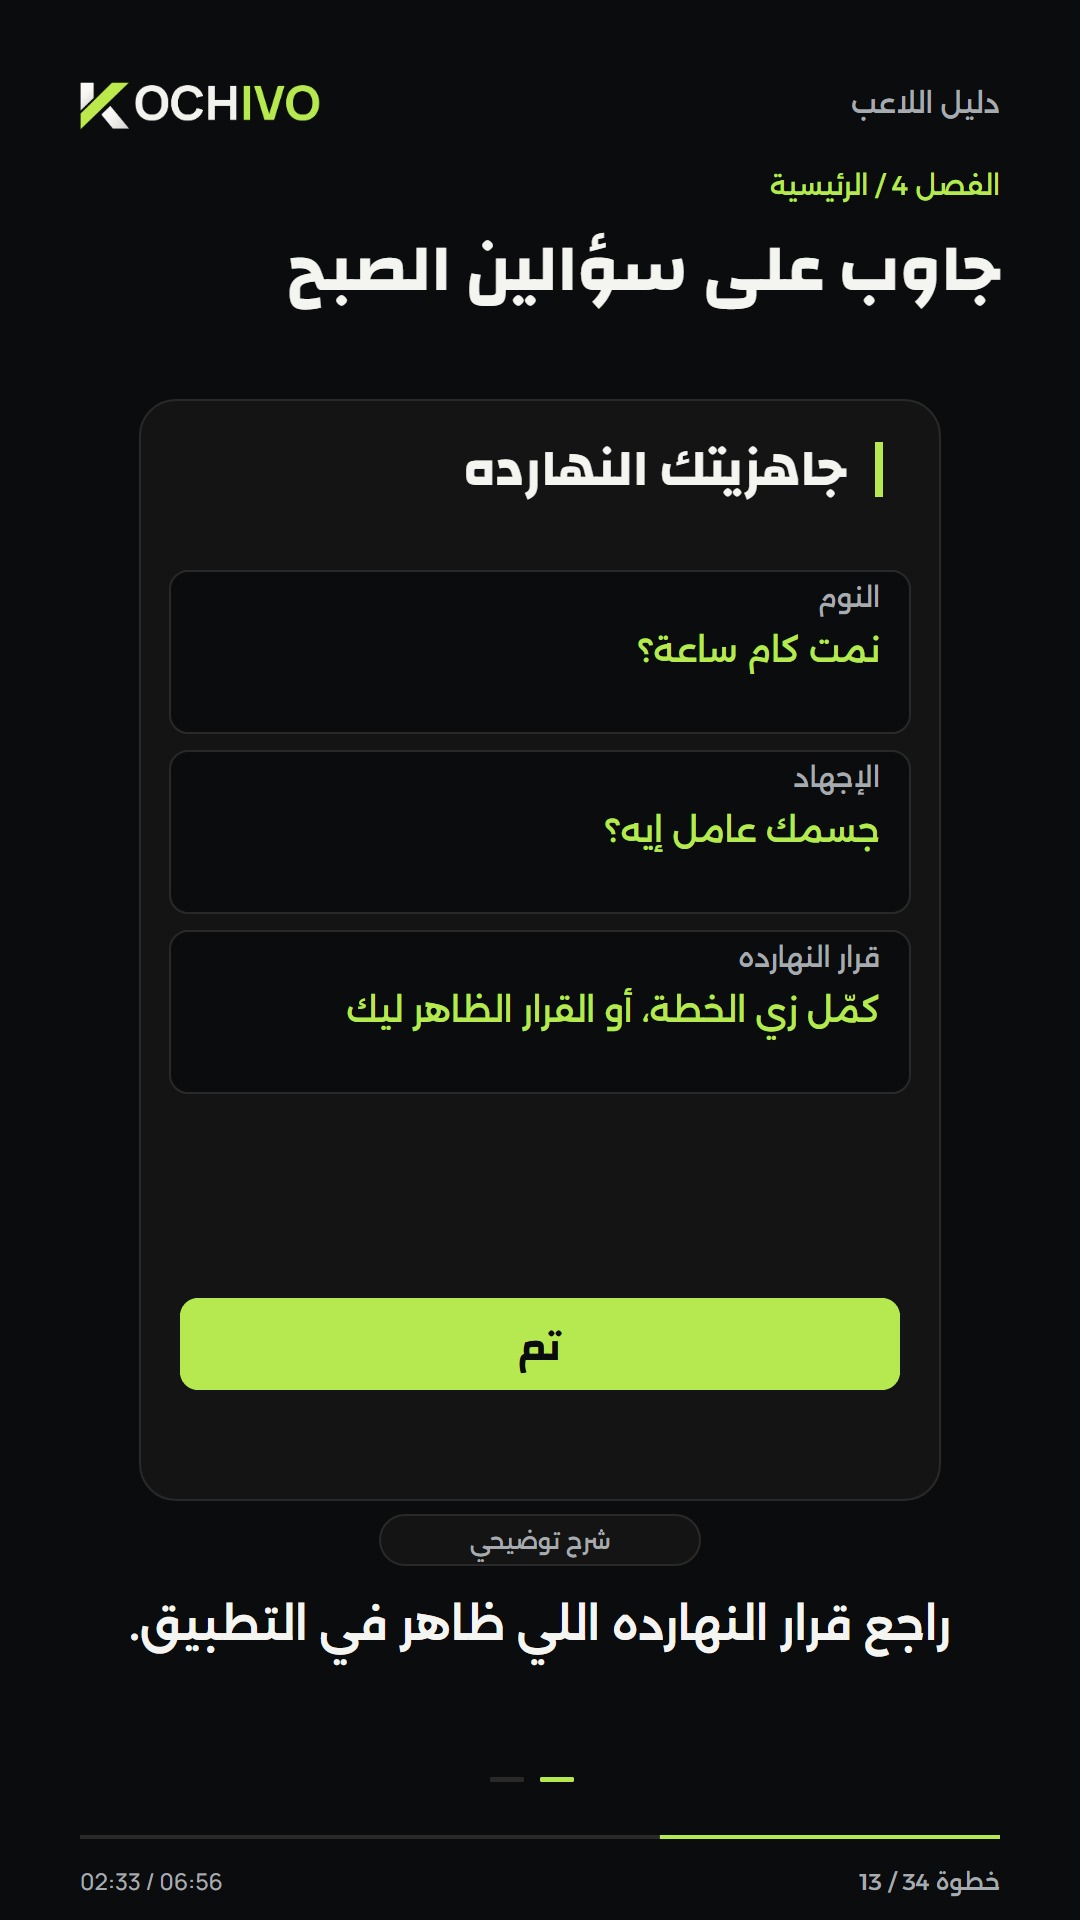 KOCHIVO
دليل اللاعب
الفصل 4 / الرئيسية
جاوب على سؤالين الصبح
جاهزيتك النهارده
النوم
نمت كام ساعة؟
الإجهاد
جسمك عامل إيه؟
قرار النهارده
كمّل زي الخطة، أو القرار الظاهر ليك
تم
شرح توضيحي
راجع قرار النهارده اللي ظاهر في التطبيق.
خطوة 34 / 13
02:33 / 06:56